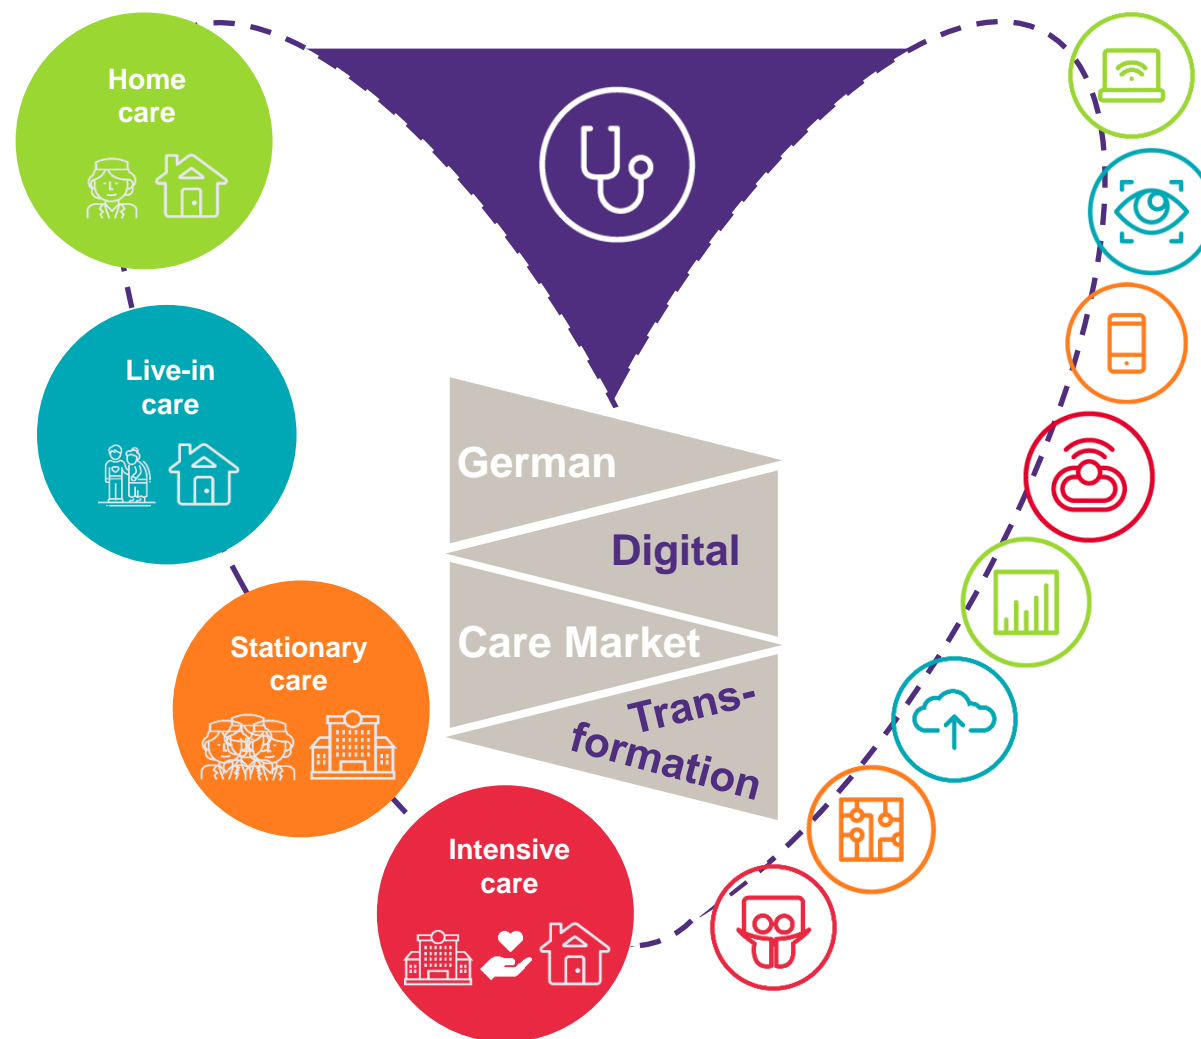 Home
care
Live-in
care
Stationary
care
Intensive
care
German
Digital
Care Market
Trans-
formation